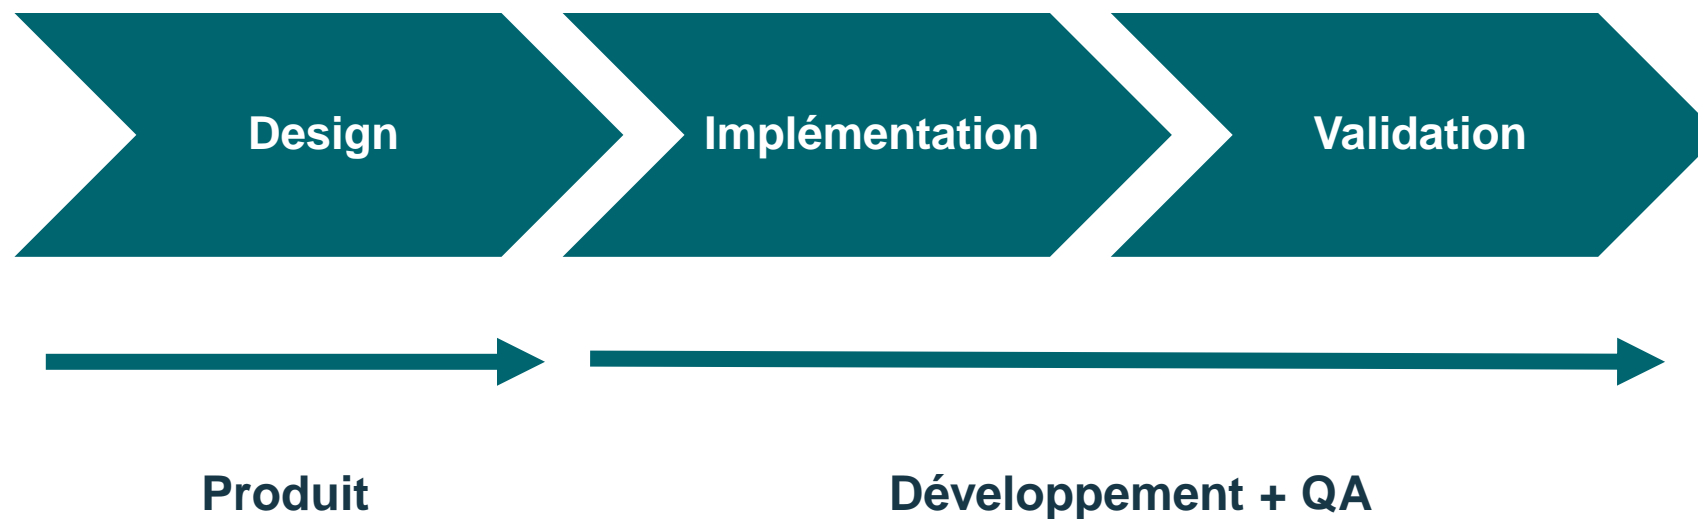 Design
Implémentation
Validation
Produit
Développement + QA